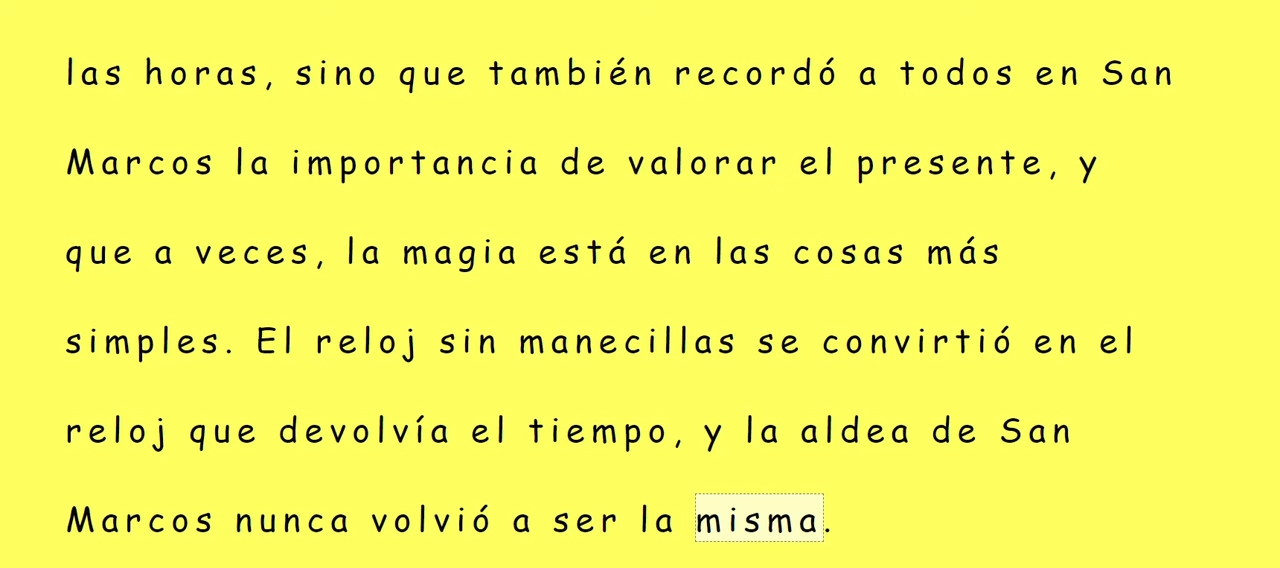 las horas, sino que también recordó a todos en San
Marcos la importancia de valorar el presente, y
que a veces, la magia está en las cosas más
simples. El reloj sin manecillas se convirtió en el
reloj que devolvía el tiempo, y la aldea de San
Marcos nunca volvió a ser la misma.